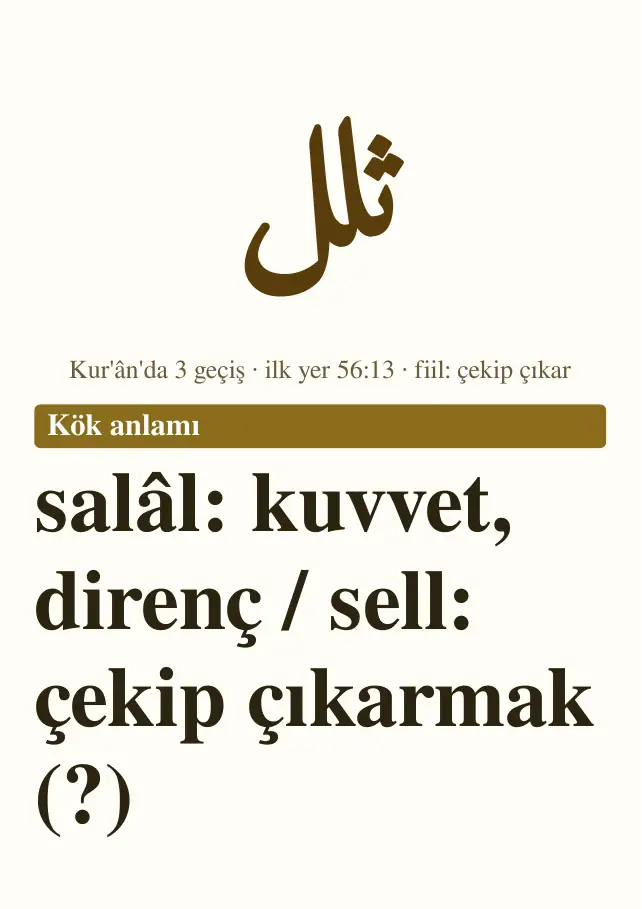 ثلل
Kur'ân'da 3 geçiş · ilk yer 56:13 · fiil: çekip çıkar
Kök anlamı
salâl: kuvvet,
direnç / sell:
çekip çıkarmak
(?)